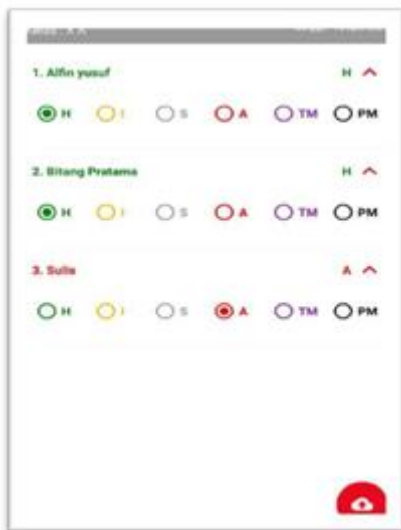 1. Alfin yusuf H
H I S A TM PM
2. Bitang Pratama H
H I S A TM PM
3. Sulis A
H I S A TM PM